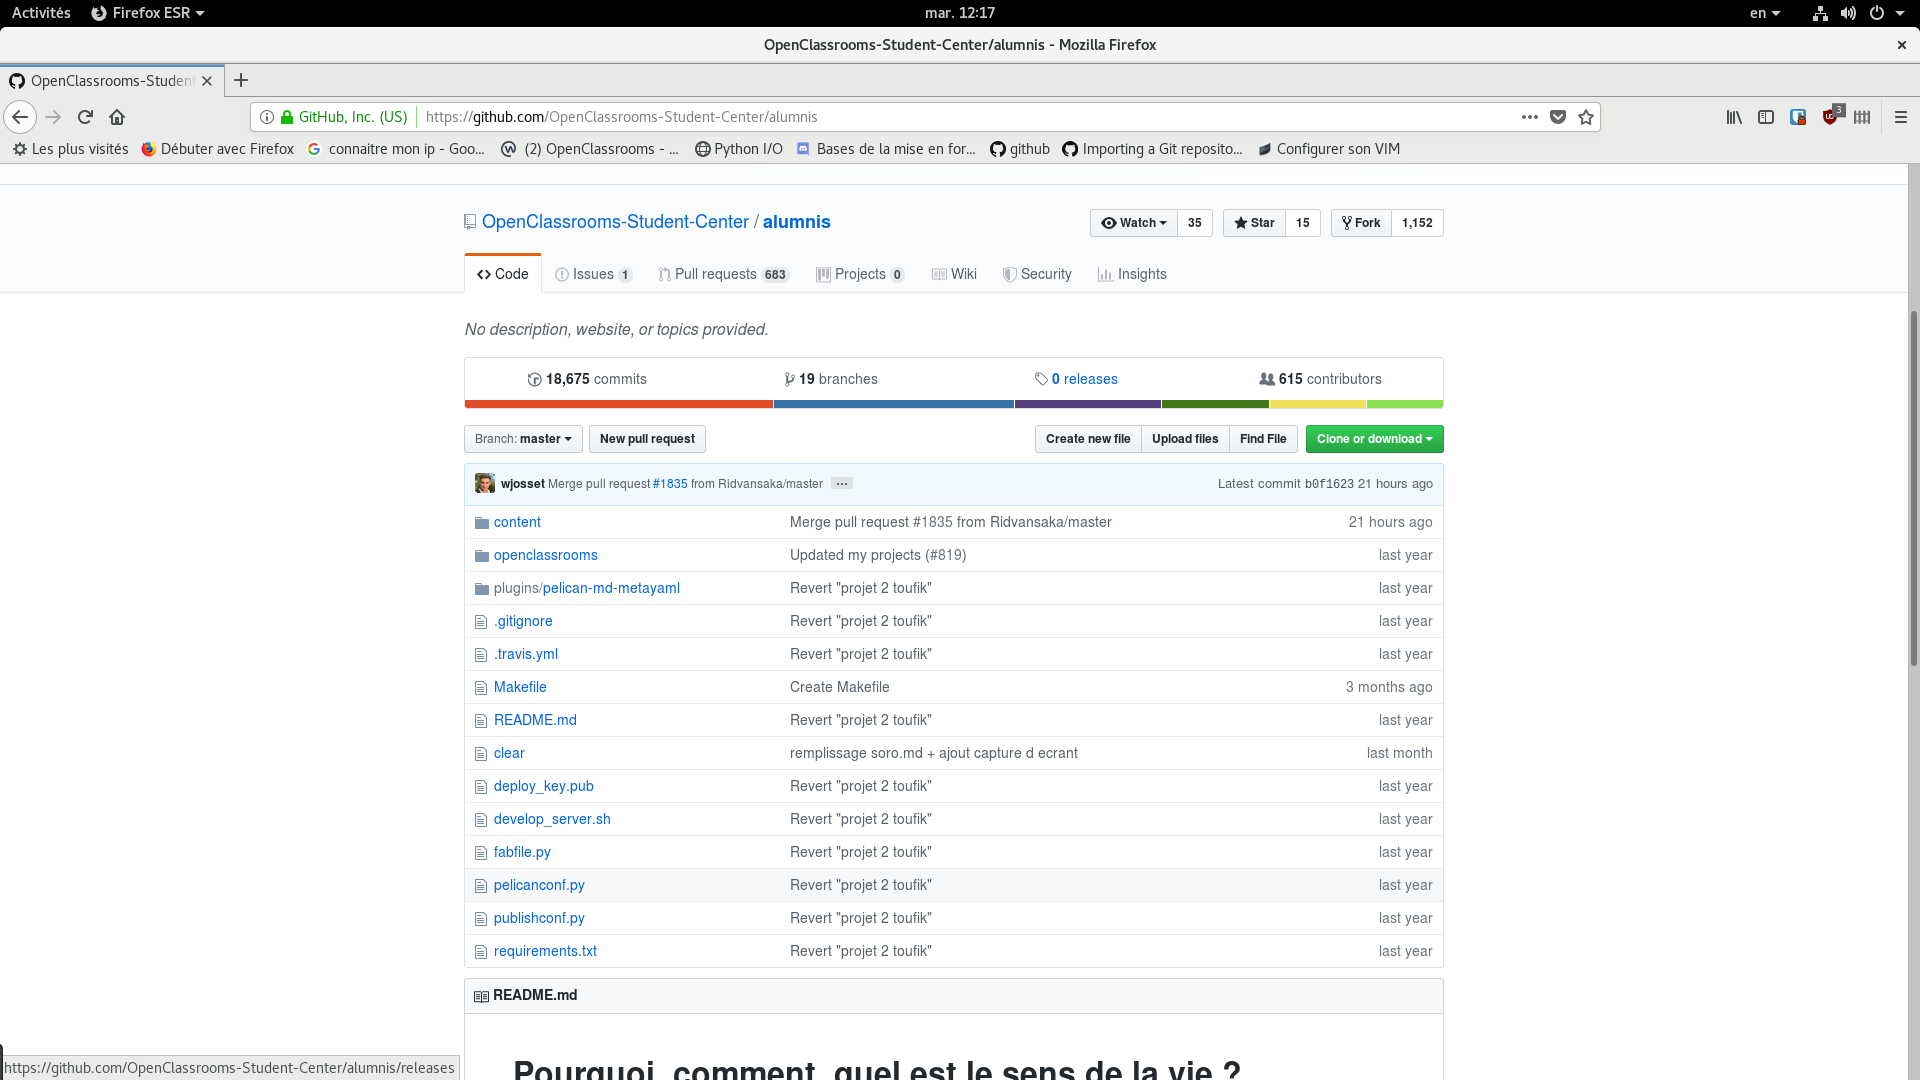 Activités Firefox ESR mar. 12:17 en
OpenClassrooms-Student-Center/alumnis - Mozilla Firefox
OpenClassrooms-Student
GitHub, Inc. (US) https://github.com/OpenClassrooms-Student-Center/alumnis 3
Les plus visités Débuter avec Firefox connaitre mon ip - Goo... (2) OpenClassrooms - ... Python I/O Bases de la mise en for... github Importing a Git reposito... Configurer son VIM
OpenClassrooms-Student-Center / alumnis Watch 35 Star 15 Fork 1,152
Code Issues 1 Pull requests 683 Projects 0 Wiki Security Insights
No description, website, or topics provided.
18,675 commits 19 branches 0 releases 615 contributors
Branch: master New pull request Create new file Upload files Find File Clone or download
wjosset Merge pull request #1835 from Ridvansaka/master ... Latest commit b0f1623 21 hours ago
content Merge pull request #1835 from Ridvansaka/master 21 hours ago
openclassrooms Updated my projects (#819) last year
plugins/pelican-md-metayaml Revert "projet 2 toufik" last year
.gitignore Revert "projet 2 toufik" last year
.travis.yml Revert "projet 2 toufik" last year
Makefile Create Makefile 3 months ago
README.md Revert "projet 2 toufik" last year
clear remplissage soro.md + ajout capture d ecrant last month
deploy_key.pub Revert "projet 2 toufik" last year
develop_server.sh Revert "projet 2 toufik" last year
fabfile.py Revert "projet 2 toufik" last year
pelicanconf.py Revert "projet 2 toufik" last year
publishconf.py Revert "projet 2 toufik" last year
requirements.txt Revert "projet 2 toufik" last year
README.md
Pourquoi, comment, quel est le sens de la vie ?
https://github.com/OpenClassrooms-Student-Center/alumnis/releases